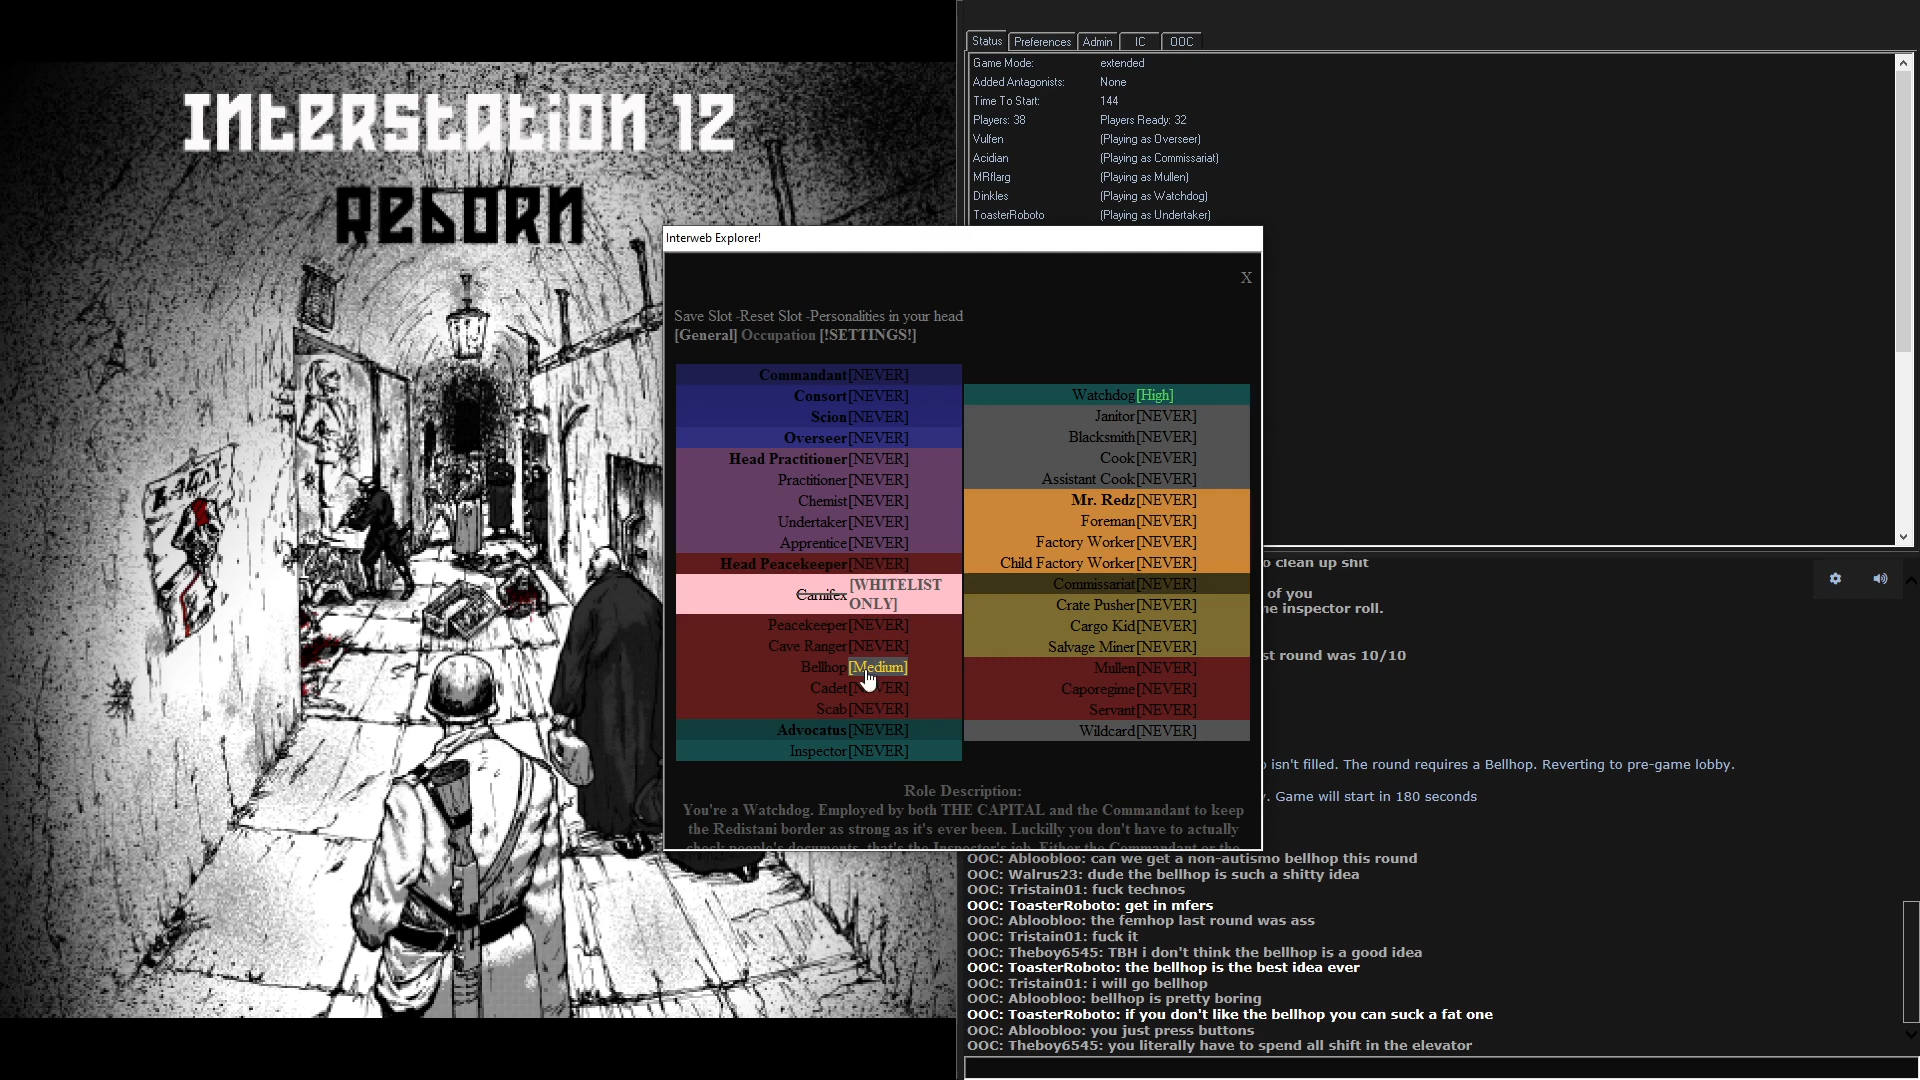 INTERSTATION 12
REBORN
Status
Preferences
Admin
IC
OOC
Game Mode: extended
Added Antagonists: None
Time To Start: 144
Players: 38 Players Ready: 32
Vulfen (Playing as Overseer)
Acidian (Playing as Commissariat)
MRflarg (Playing as Mullen)
Dinkles (Playing as Watchdog)
ToasterRoboto (Playing as Undertaker)
Interweb Explorer!
X
Save Slot -Reset Slot -Personalities in your head
[General] Occupation [!SETTINGS!]
Commandant[NEVER]
Consort[NEVER]
Scion[NEVER]
Overseer[NEVER]
Head Practitioner[NEVER]
Practitioner[NEVER]
Chemist[NEVER]
Undertaker[NEVER]
Apprentice[NEVER]
Head Peacekeeper[NEVER]
Carnifex [WHITELIST
ONLY]
Peacekeeper[NEVER]
Cave Ranger[NEVER]
Bellhop[Medium]
Cadet[NEVER]
Scab[NEVER]
Advocatus[NEVER]
Inspector[NEVER]
Watchdog[High]
Janitor[NEVER]
Blacksmith[NEVER]
Cook[NEVER]
Assistant Cook[NEVER]
Mr. Redz[NEVER]
Foreman[NEVER]
Factory Worker[NEVER]
Child Factory Worker[NEVER]
Commissariat[NEVER]
Crate Pusher[NEVER]
Cargo Kid[NEVER]
Salvage Miner[NEVER]
Mullen[NEVER]
Caporegime[NEVER]
Servant[NEVER]
Wildcard[NEVER]
Role Description:
You're a Watchdog. Employed by both THE CAPITAL and the Commandant to keep
the Redistani border as strong as it's ever been. Luckilly you don't have to actually
check people's documents, that's the Inspector's job. Either the Commandant or the
o clean up shit
of you
he inspector roll.
st round was 10/10
isn't filled. The round requires a Bellhop. Reverting to pre-game lobby.
. Game will start in 180 seconds
OOC: Abloobloo: can we get a non-autismo bellhop this round
OOC: Walrus23: dude the bellhop is such a shitty idea
OOC: Tristain01: fuck technos
OOC: ToasterRoboto: get in mfers
OOC: Abloobloo: the femhop last round was ass
OOC: Tristain01: fuck it
OOC: Theboy6545: TBH i don't think the bellhop is a good idea
OOC: ToasterRoboto: the bellhop is the best idea ever
OOC: Tristain01: i will go bellhop
OOC: Abloobloo: bellhop is pretty boring
OOC: ToasterRoboto: if you don't like the bellhop you can suck a fat one
OOC: Abloobloo: you just press buttons
OOC: Theboy6545: you literally have to spend all shift in the elevator